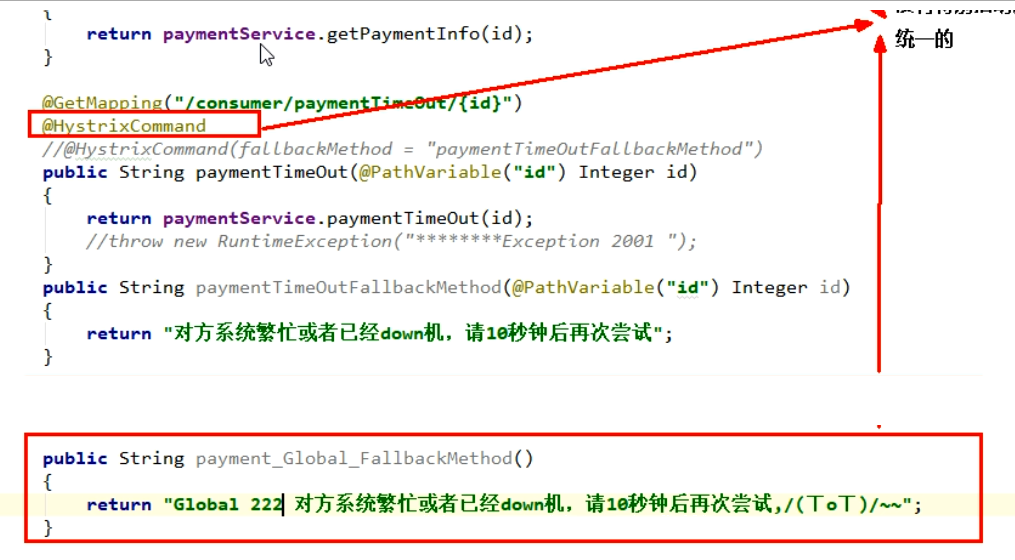 {
return paymentService.getPaymentInfo(id);
统一的
}
@GetMapping("/consumer/paymentTimeOut/{id}")
@HystrixCommand
//@HystrixCommand(fallbackMethod = "paymentTimeOutFallbackMethod")
public String paymentTimeOut(@PathVariable("id") Integer id)
{
return paymentService.paymentTimeOut(id);
//throw new RuntimeException("********Exception 2001 ");
}
public String paymentTimeOutFallbackMethod(@PathVariable("id") Integer id)
{
return "对方系统繁忙或者已经down机，请10秒钟后再次尝试";
}
public String payment_Global_FallbackMethod()
{
return "Global 222 对方系统繁忙或者已经down机，请10秒钟后再次尝试,/(ㄒoㄒ)/~~";
}